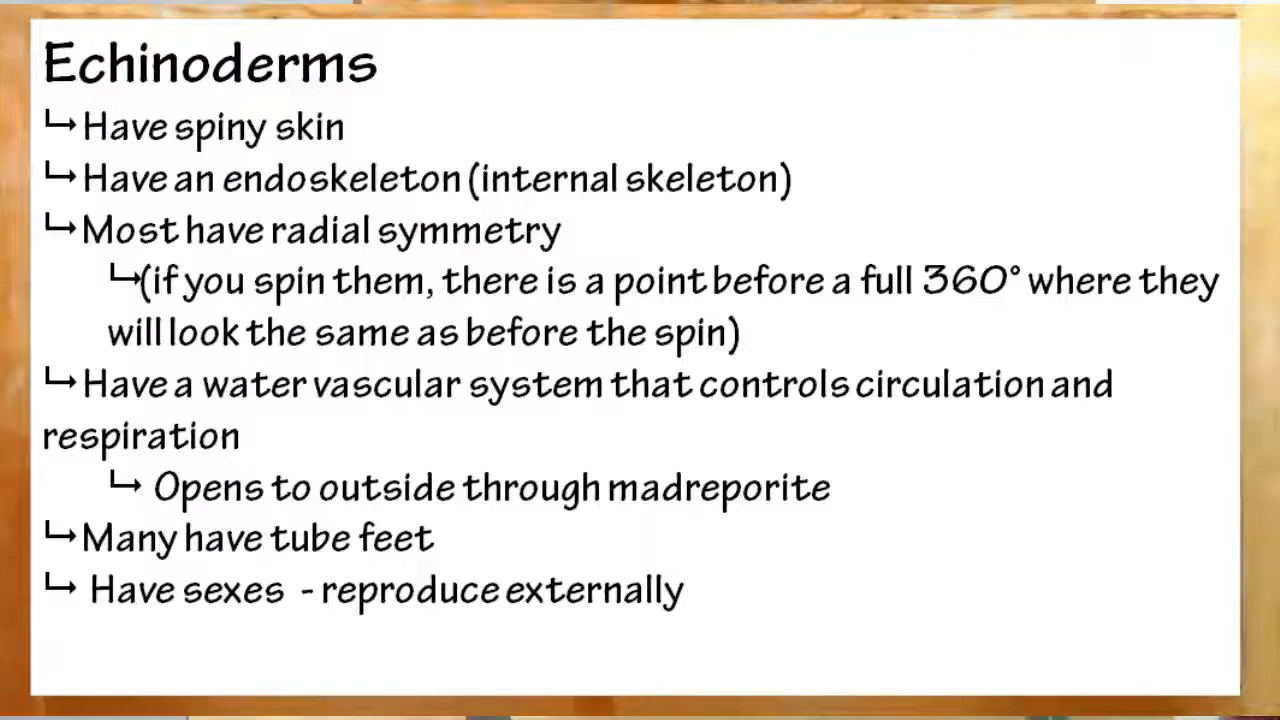 Echinoderms
↳Have spiny skin
↳Have an endoskeleton (internal skeleton)
↳Most have radial symmetry
↳(if you spin them, there is a point before a full 360° where they
will look the same as before the spin)
↳Have a water vascular system that controls circulation and
respiration
↳ Opens to outside through madreporite
↳Many have tube feet
↳ Have sexes - reproduce externally